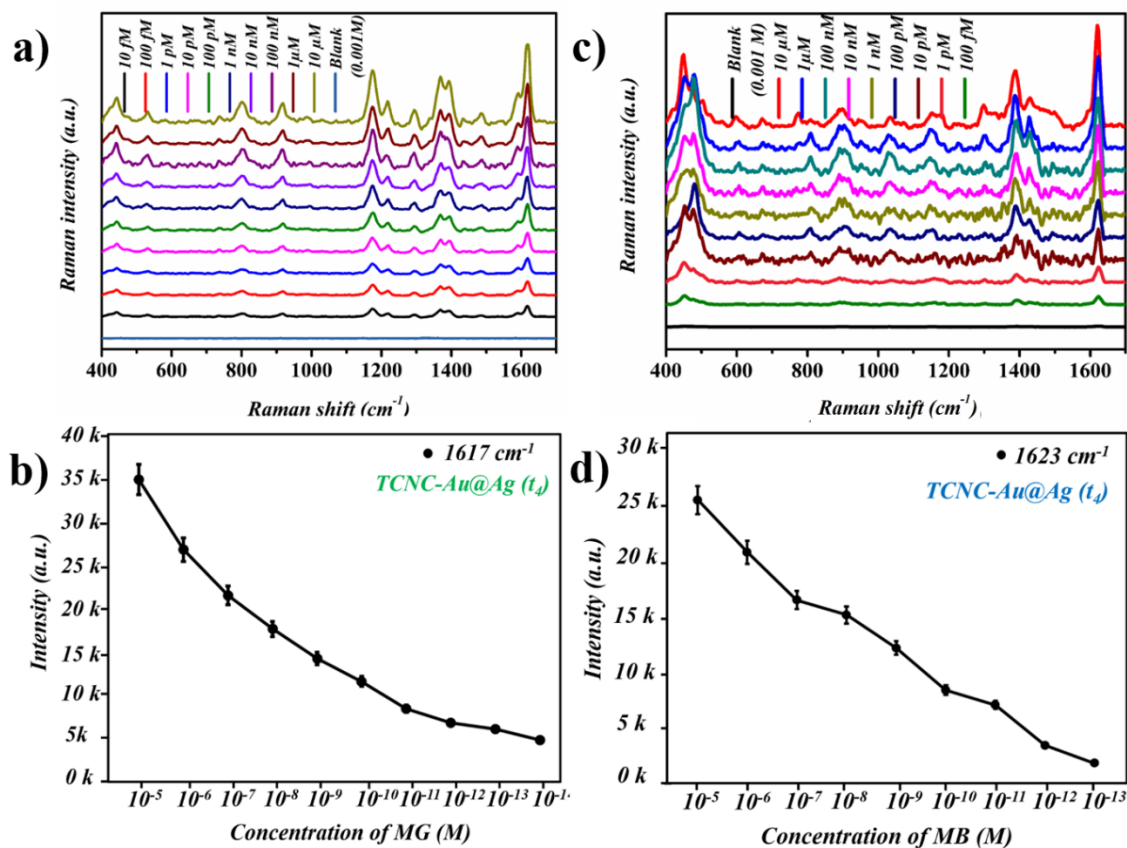 a)
10 fM
100 fM
1 pM
10 pM
100 pM
1 nM
10 nM
100 nM
1µM
10 µM
Blank
(0.001M)
Raman intensity (a.u.)
400 600 800 1000 1200 1400 1600
Raman shift (cm-1)
c)
Blank
(0.001 M)
10 µM
1µM
100 nM
10 nM
1 nM
100 pM
10 pM
1 pM
100 fM
Raman intensity (a.u.)
400 600 800 1000 1200 1400 1600
Raman shift (cm-1)
b)
40 k
35 k
30 k
25 k
20 k
15 k
10 k
5k
0 k
Intensity (a.u.)
1617 cm-1
TCNC-Au@Ag (t4)
10-5 10-6 10-7 10-8 10-9 10-10 10-11 10-12 10-13
Concentration of MG (M)
d)
30 k
25 k
20 k
15 k
10 k
5 k
0 k
Intensity (a.u.)
1623 cm-1
TCNC-Au@Ag (t4)
10-5 10-6 10-7 10-8 10-9 10-10 10-11 10-12 10-13
Concentration of MB (M)